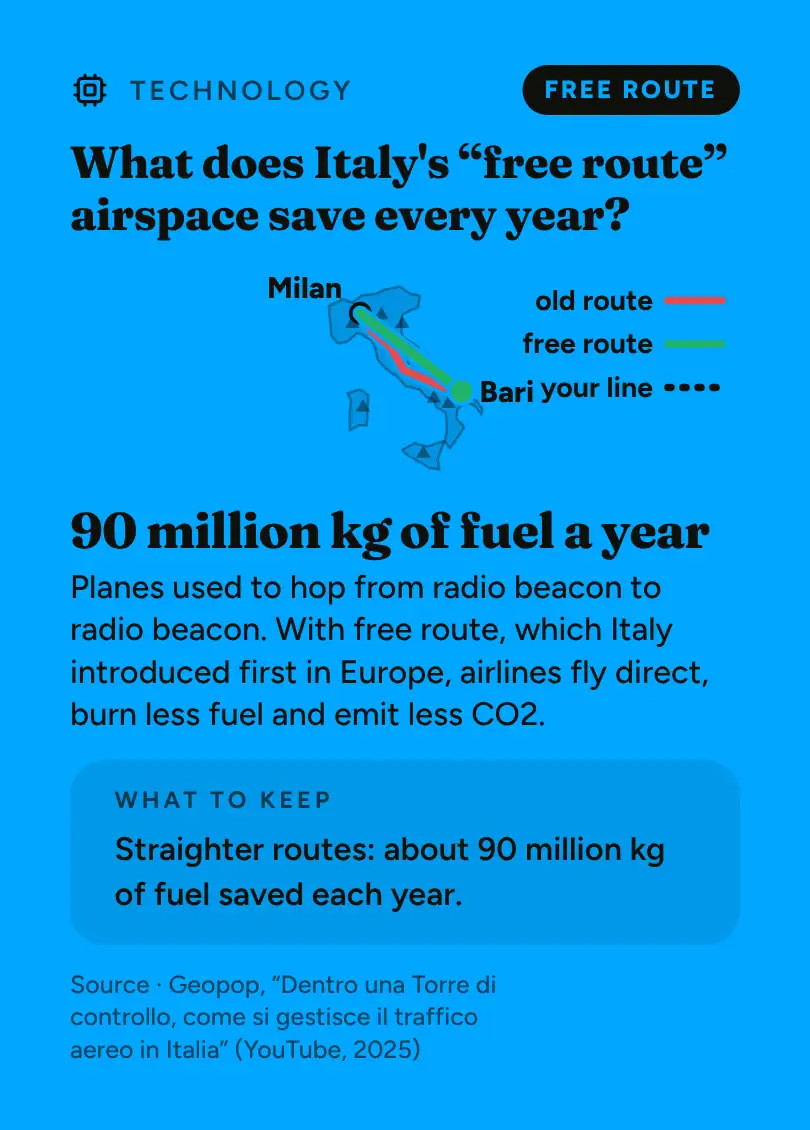 TECHNOLOGY
FREE ROUTE
What does Italy's “free route”
airspace save every year?
Milan
old route
free route
Bari
your line
90 million kg of fuel a year
Planes used to hop from radio beacon to
radio beacon. With free route, which Italy
introduced first in Europe, airlines fly direct,
burn less fuel and emit less CO2.
WHAT TO KEEP
Straighter routes: about 90 million kg
of fuel saved each year.
Source · Geopop, “Dentro una Torre di
controllo, come si gestisce il traffico
aereo in Italia” (YouTube, 2025)